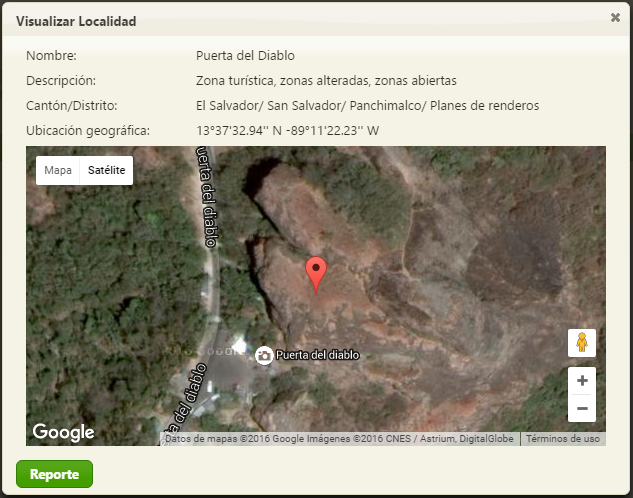 Visualizar Localidad
Nombre: Puerta del Diablo
Descripción: Zona turística, zonas alteradas, zonas abiertas
Cantón/Distrito: El Salvador/ San Salvador/ Panchimalco/ Planes de renderos
Ubicación geográfica: 13°37'32.94'' N -89°11'22.23'' W
Mapa Satélite
uerta del diablo
Puerta del diablo
a del diablo
Google
Datos de mapas ©2016 Google Imágenes ©2016 CNES / Astrium, DigitalGlobe Términos de uso
Reporte